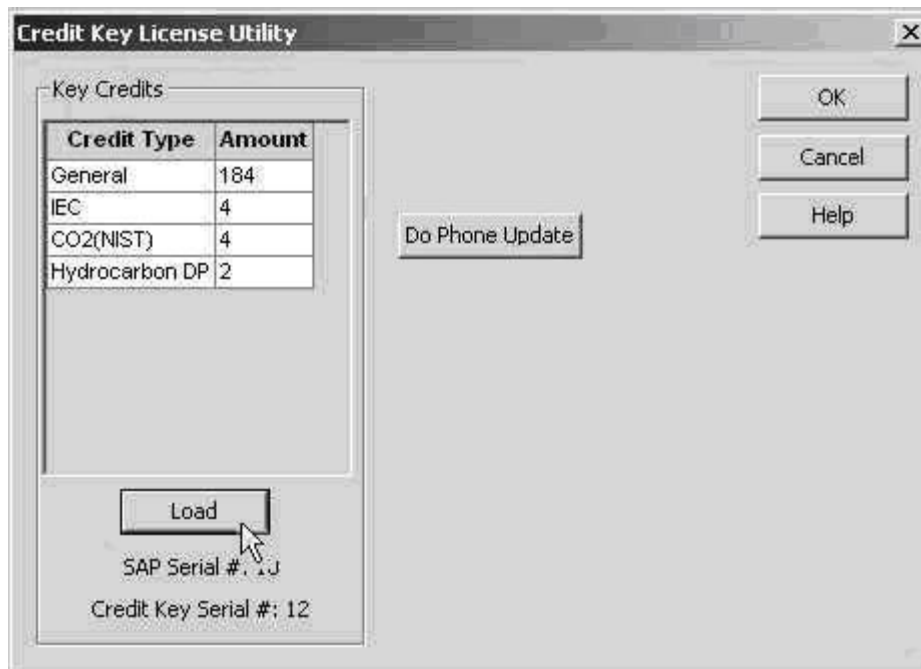 Credit Key License Utility
Key Credits
Credit Type Amount
General 184
IEC 4
CO2(NIST) 4
Hydrocarbon DP 2
Load
SAP Serial #:
Credit Key Serial #: 12
Do Phone Update
OK
Cancel
Help